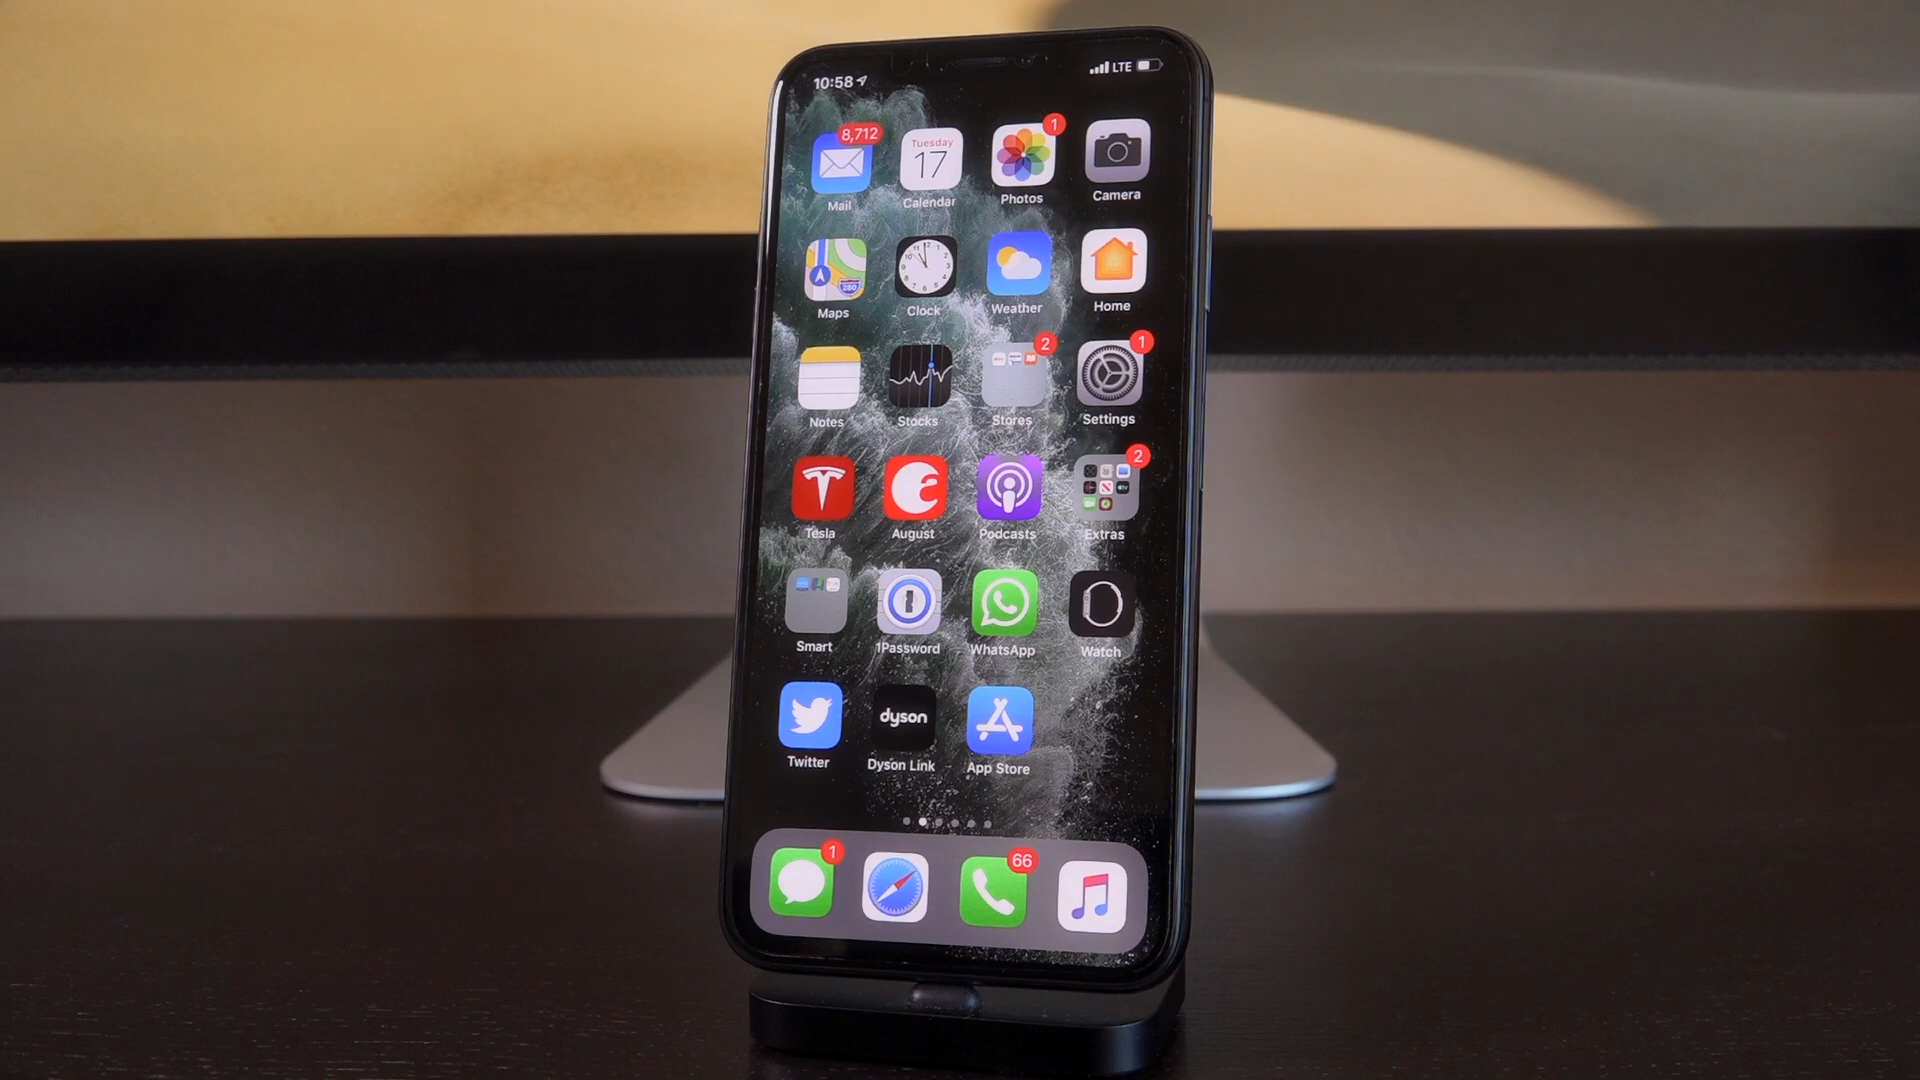 10:58
LTE
8,712
Tuesday
17
1
Mail
Calendar
Photos
Camera
280
Maps
Clock
Weather
Home
2
1
Notes
Stocks
Stores
Settings
2
Tesla
August
Podcasts
Extras
Smart
1Password
WhatsApp
Watch
dyson
Twitter
Dyson Link
App Store
1
66